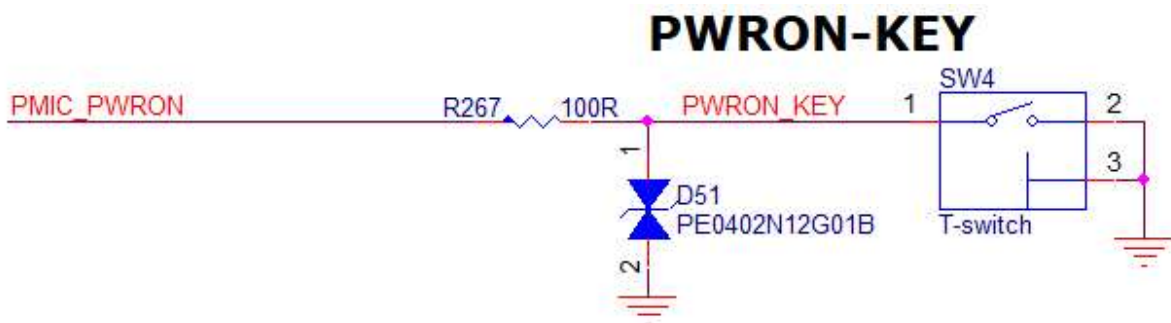 PWRON-KEY
SW4
PMIC_PWRON R267 100R PWRON_KEY 1 2
1 3
D51
PE0402N12G01B T-switch
2